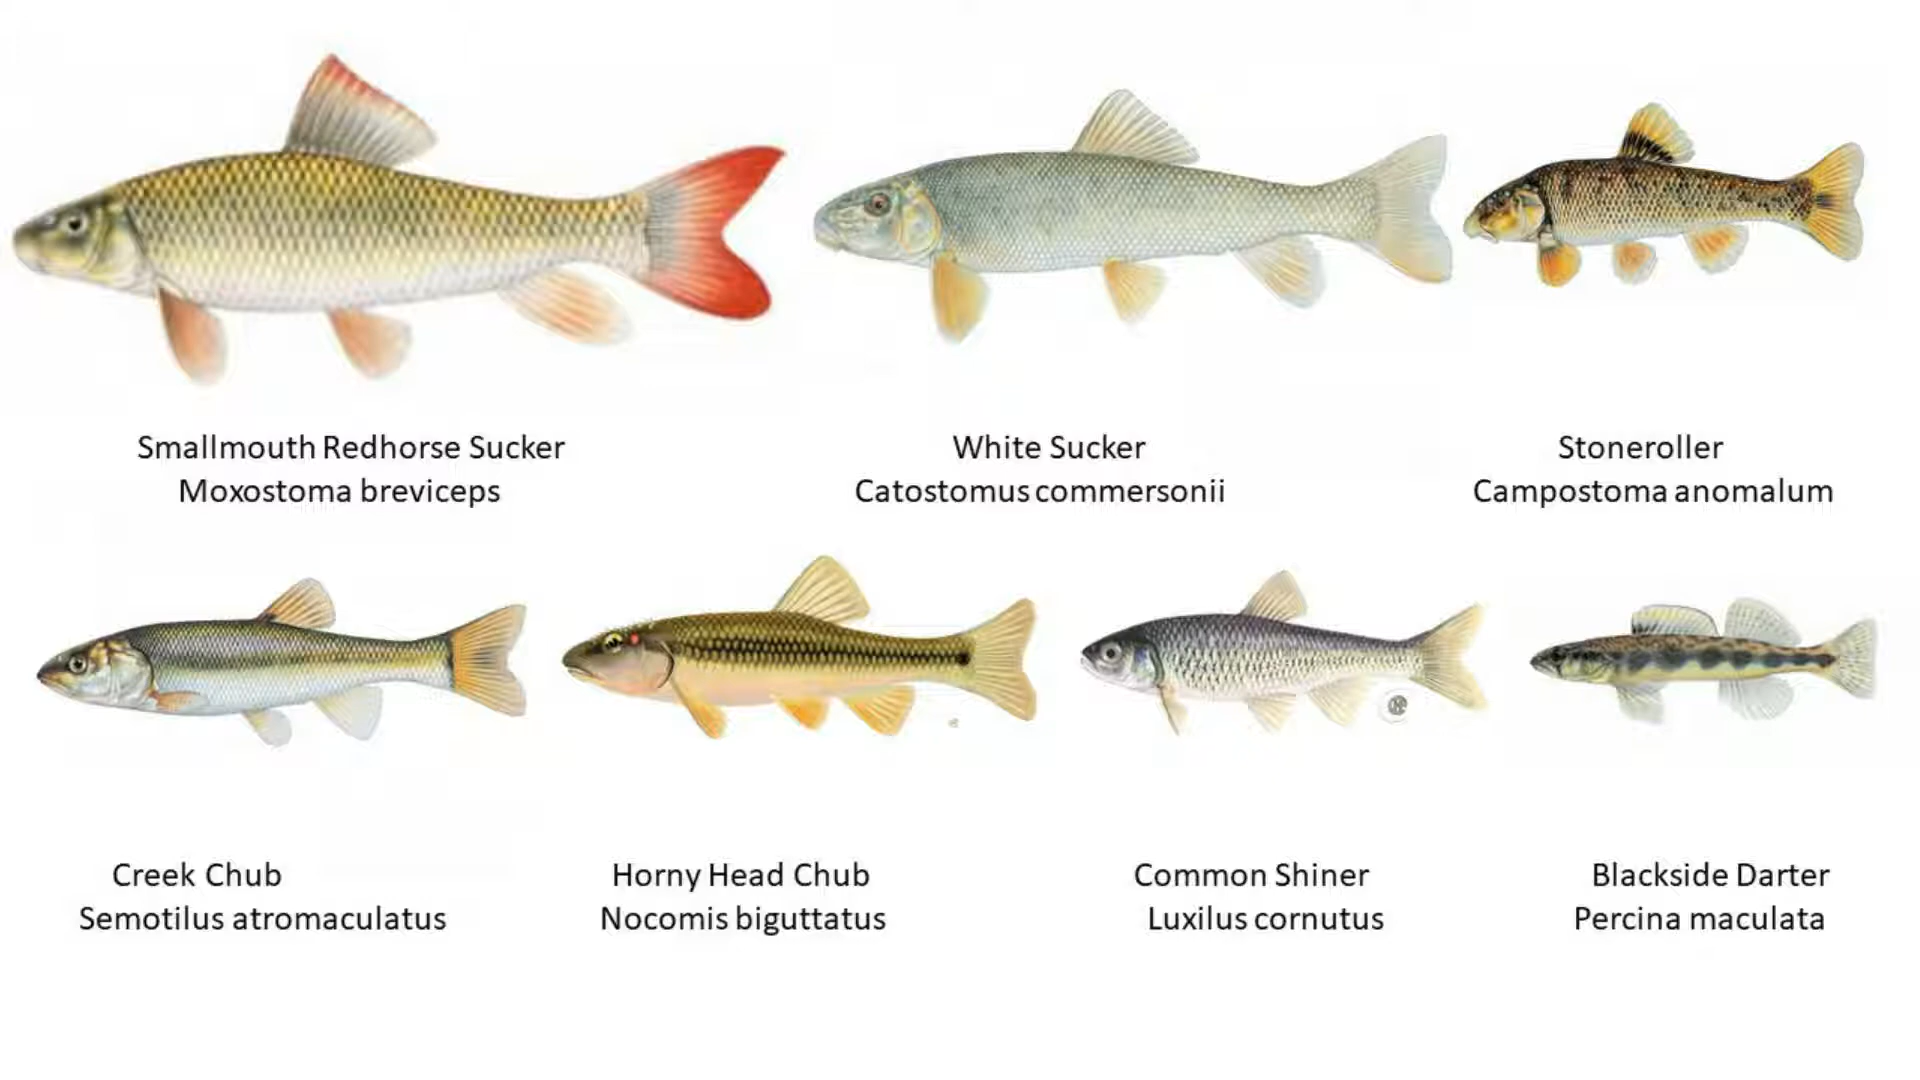 Smallmouth Redhorse Sucker
Moxostoma breviceps
White Sucker
Catostomus commersonii
Stoneroller
Campostoma anomalum
Creek Chub
Semotilus atromaculatus
Horny Head Chub
Nocomis biguttatus
Common Shiner
Luxilus cornutus
Blackside Darter
Percina maculata